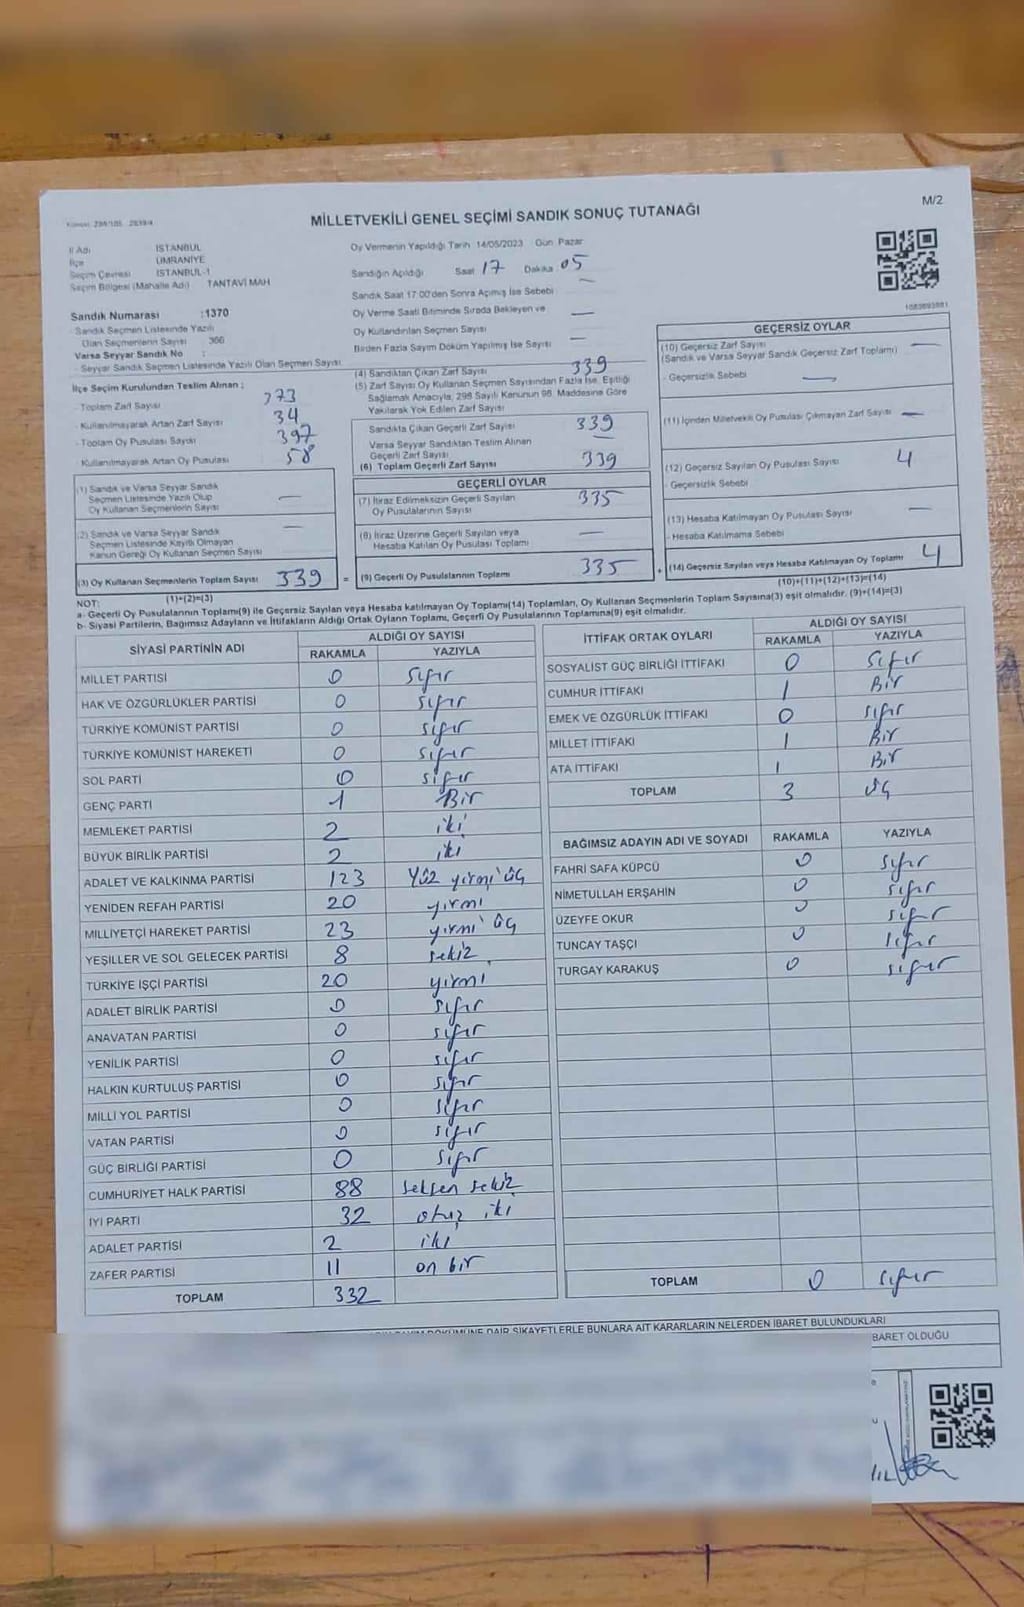 MİLLETVEKİLİ GENEL SEÇİMİ SANDIK SONUÇ TUTANAĞI
M/2
İl Adı İSTANBUL
İlçe ÜMRANİYE
Seçim Çevresi İSTANBUL-1
Seçim Bölgesi (Mahalle Adı) TANTAVİ MAH
Oy Vermenin Yapıldığı Tarih 14/05/2023 Gün Pazar
Sandığın Açıldığı Saat 17 Dakika 05
Sandık Saat 17:00'den Sonra Açılmış İse Sebebi
Oy Verme Saati Bitiminde Sırada Bekleyen ve
Oy Kullandırılan Seçmen Sayısı —
Birden Fazla Sayım Döküm Yapılmış İse Sayısı —
Sandık Numarası :1370
- Sandık Seçmen Listesinde Yazılı
Olan Seçmenlerin Sayısı 366
Varsa Seyyar Sandık No :
- Seyyar Sandık Seçmen Listesinde Yazılı Olan Seçmen Sayısı
İlçe Seçim Kurulundan Teslim Alınan ;
- Toplam Zarf Sayısı
- Kullanılmayarak Artan Zarf Sayısı 34
- Toplam Oy Pusulası Sayısı 397
- Kullanılmayarak Artan Oy Pusulası 58
(1) Sandık ve Varsa Seyyar Sandık
Seçmen Listesinde Yazılı Olup
Oy Kullanan Seçmenlerin Sayısı —
(2) Sandık ve Varsa Seyyar Sandık
Seçmen Listesinde Kayıtlı Olmayan
Kanun Gereği Oy Kullanan Seçmen Sayısı —
(3) Oy Kullanan Seçmenlerin Toplam Sayısı 339
(1)+(2)=(3)
(4) Sandıktan Çıkan Zarf Sayısı 339
(5) Zarf Sayısı Oy Kullanan Seçmen Sayısından Fazla İse, Eşitliği
Sağlamak Amacıyla, 298 Sayılı Kanunun 98. Maddesine Göre
Yakılarak Yok Edilen Zarf Sayısı
Sandıkta Çıkan Geçerli Zarf Sayısı 339
Varsa Seyyar Sandıktan Teslim Alınan
Geçerli Zarf Sayısı —
(6) Toplam Geçerli Zarf Sayısı 339
GEÇERLİ OYLAR
(7) İtiraz Edilmeksizin Geçerli Sayılan
Oy Pusulalarının Sayısı 335
(8) İtiraz Üzerine Geçerli Sayılan veya
Hesaba Katılan Oy Pusulası Toplamı —
= (9) Geçerli Oy Pusulalarının Toplamı 335
GEÇERSİZ OYLAR
(10) Geçersiz Zarf Sayısı —
(Sandık ve Varsa Seyyar Sandık Geçersiz Zarf Toplamı)
- Geçersizlik Sebebi —
(11) İçinden Milletvekili Oy Pusulası Çıkmayan Zarf Sayısı —
(12) Geçersiz Sayılan Oy Pusulası Sayısı 4
- Geçersizlik Sebebi
(13) Hesaba Katılmayan Oy Pusulası Sayısı —
- Hesaba Katılmama Sebebi
+ (14) Geçersiz Sayılan veya Hesaba Katılmayan Oy Toplamı 4
(10)+(11)+(12)+(13)=(14)
NOT:
a- Geçerli Oy Pusulalarının Toplamı(9) ile Geçersiz Sayılan veya Hesaba katılmayan Oy Toplamı(14) Toplamları, Oy Kullanan Seçmenlerin Toplam Sayısına(3) eşit olmalıdır. (9)+(14)=(3)
b- Siyasi Partilerin, Bağımsız Adayların ve İttifakların Aldığı Ortak Oyların Toplamı, Geçerli Oy Pusulalarının Toplamına(9) eşit olmalıdır.
SİYASİ PARTİNİN ADI ALDIĞI OY SAYISI
RAKAMLA YAZIYLA
MİLLET PARTİSİ 0 sıfır
HAK VE ÖZGÜRLÜKLER PARTİSİ 0 sıfır
TÜRKİYE KOMÜNİST PARTİSİ 0 sıfır
TÜRKİYE KOMÜNİST HAREKETİ 0 sıfır
SOL PARTİ 0 sıfır
GENÇ PARTİ 1 Bir
MEMLEKET PARTİSİ 2 iki
BÜYÜK BİRLİK PARTİSİ 2 iki
ADALET VE KALKINMA PARTİSİ 123 Yüz yirmi üç
YENİDEN REFAH PARTİSİ 20 yirmi
MİLLİYETÇİ HAREKET PARTİSİ 23 yirmi üç
YEŞİLLER VE SOL GELECEK PARTİSİ 8 sekiz
TÜRKİYE İŞÇİ PARTİSİ 20 yirmi
ADALET BİRLİK PARTİSİ 0 sıfır
ANAVATAN PARTİSİ 0 sıfır
YENİLİK PARTİSİ 0 sıfır
HALKIN KURTULUŞ PARTİSİ 0 sıfır
MİLLİ YOL PARTİSİ 0 sıfır
VATAN PARTİSİ 0 sıfır
GÜÇ BİRLİĞİ PARTİSİ 0 sıfır
CUMHURİYET HALK PARTİSİ 88 seksen sekiz
İYİ PARTİ 32 otuz iki
ADALET PARTİSİ 2 iki
ZAFER PARTİSİ 11 on bir
TOPLAM 332
İTTİFAK ORTAK OYLARI ALDIĞI OY SAYISI
RAKAMLA YAZIYLA
SOSYALİST GÜÇ BİRLİĞİ İTTİFAKI 0 sıfır
CUMHUR İTTİFAKI 1 Bir
EMEK VE ÖZGÜRLÜK İTTİFAKI 0 sıfır
MİLLET İTTİFAKI 1 Bir
ATA İTTİFAKI 1 Bir
TOPLAM 3 üç
BAĞIMSIZ ADAYIN ADI VE SOYADI RAKAMLA YAZIYLA
FAHRİ SAFA KÜPCÜ 0 sıfır
NİMETULLAH ERŞAHİN 0 sıfır
ÜZEYFE OKUR 0 sıfır
TUNCAY TAŞÇI 0 sıfır
TURGAY KARAKUŞ 0 sıfır
TOPLAM 0 sıfır
DÖKÜMÜNE DAİR ŞİKAYETLERLE BUNLARA AİT KARARLARIN NELERDEN İBARET BULUNDUKLARI
BARET OLDUĞU